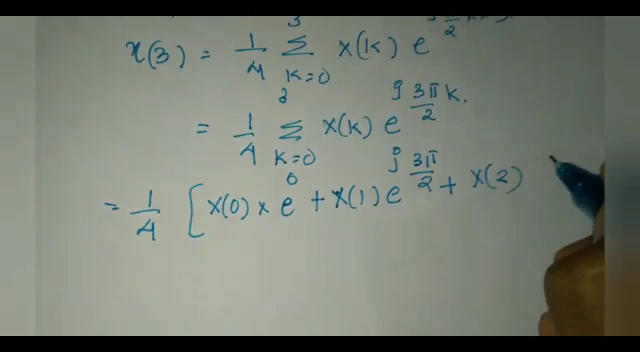 x(3) = 1/4 Σ_{k=0}^{3} X(k) e^{jπ/2
= 1/4 Σ_{k=0}^{3} X(k) e^{j 3π/2 k}.
= 1/4 [ X(0) × e^0 + X(1) e^{j 3π/2} + X(2)